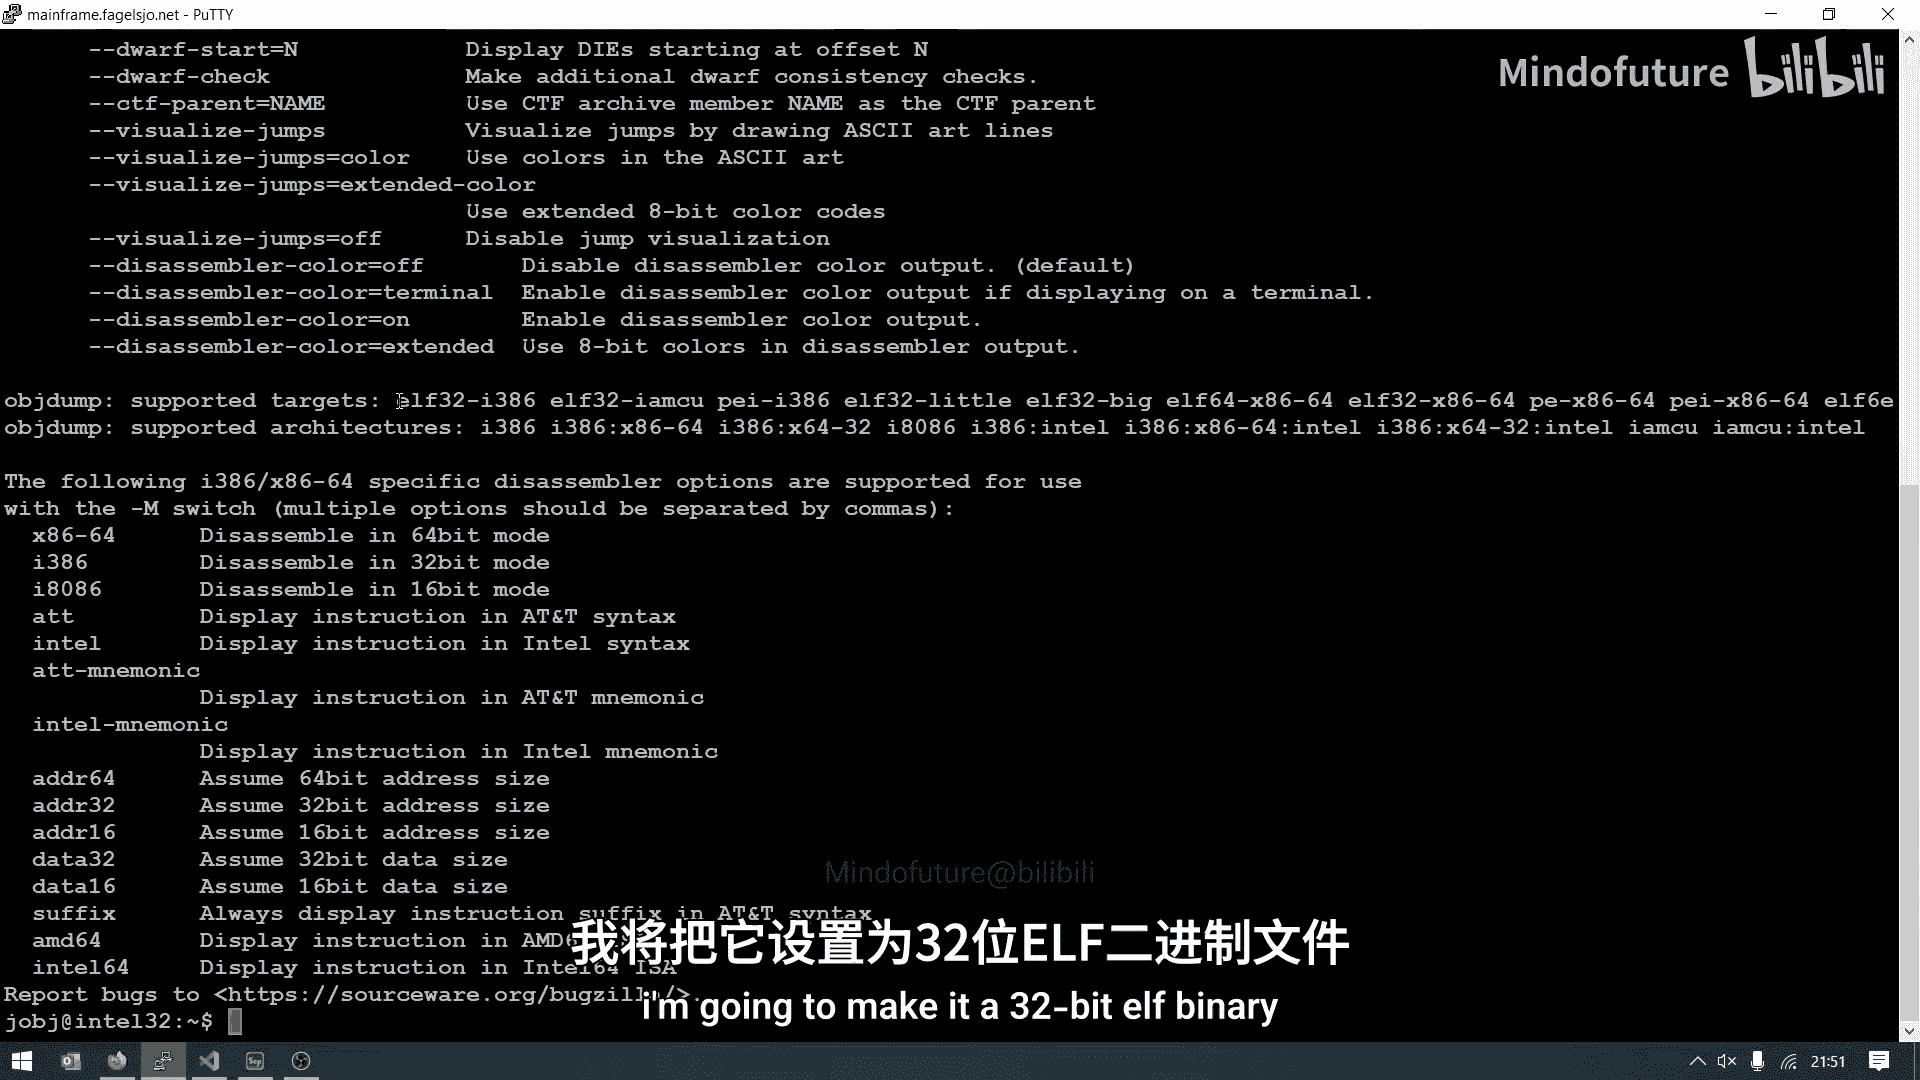 mainframe.fagelsjo.net - PuTTY
--dwarf-start=N Display DIEs starting at offset N
--dwarf-check Make additional dwarf consistency checks.
--ctf-parent=NAME Use CTF archive member NAME as the CTF parent
--visualize-jumps Visualize jumps by drawing ASCII art lines
--visualize-jumps=color Use colors in the ASCII art
--visualize-jumps=extended-color
Use extended 8-bit color codes
--visualize-jumps=off Disable jump visualization
--disassembler-color=off Disable disassembler color output. (default)
--disassembler-color=terminal Enable disassembler color output if displaying on a terminal.
--disassembler-color=on Enable disassembler color output.
--disassembler-color=extended Use 8-bit colors in disassembler output.
Mindofuture bilibili
objdump: supported targets: elf32-i386 elf32-iamcu pei-i386 elf32-little elf32-big elf64-x86-64 elf32-x86-64 pe-x86-64 pei-x86-64 elf6e
objdump: supported architectures: i386 i386:x86-64 i386:x64-32 i8086 i386:intel i386:x86-64:intel i386:x64-32:intel iamcu iamcu:intel
The following i386/x86-64 specific disassembler options are supported for use
with the -M switch (multiple options should be separated by commas):
x86-64 Disassemble in 64bit mode
i386 Disassemble in 32bit mode
i8086 Disassemble in 16bit mode
att Display instruction in AT&T syntax
intel Display instruction in Intel syntax
att-mnemonic
Display instruction in AT&T mnemonic
intel-mnemonic
Display instruction in Intel mnemonic
addr64 Assume 64bit address size
addr32 Assume 32bit address size
addr16 Assume 16bit address size
data32 Assume 32bit data size
data16 Assume 16bit data size
suffix Always display instruction suffix in AT&T syntax
amd64 Display instruction in
intel64 Display instruction in Intel64 ISA
Report bugs to <https://sourceware.org/bugzilla/>.
jobj@intel32:~$
Mindofuture@bilibili
我将把它设置为32位ELF二进制文件
i'm going to make it a 32-bit elf binary
21:51